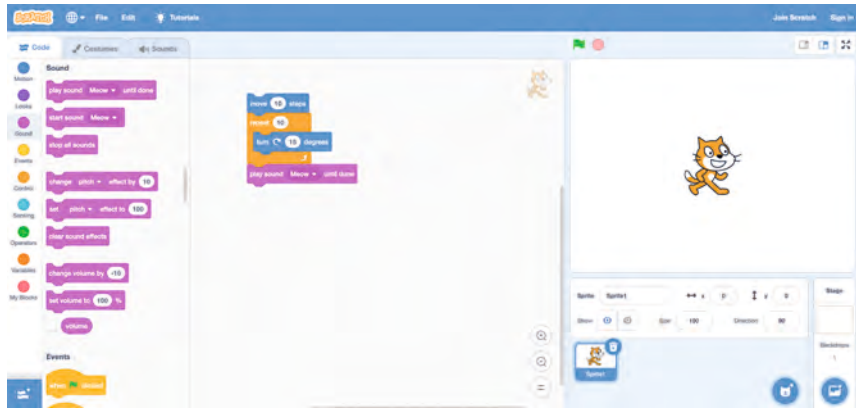 SCRATCH File Edit Tutorials Join Scratch Sign in
Code Costumes Sounds
Motion
Looks
Sound
Events
Control
Sensing
Operators
Variables
My Blocks
Sound
play sound Meow until done
start sound Meow
stop all sounds
change pitch effect by 10
set pitch effect to 100
clear sound effects
change volume by -10
set volume to 100 %
volume
Events
when clicked
move 10 steps
repeat 10
turn 15 degrees
play sound Meow until done
Sprite Sprite1 x 0 y 0
Show Size 100 Direction 90
Sprite1
Stage
Backdrops
1